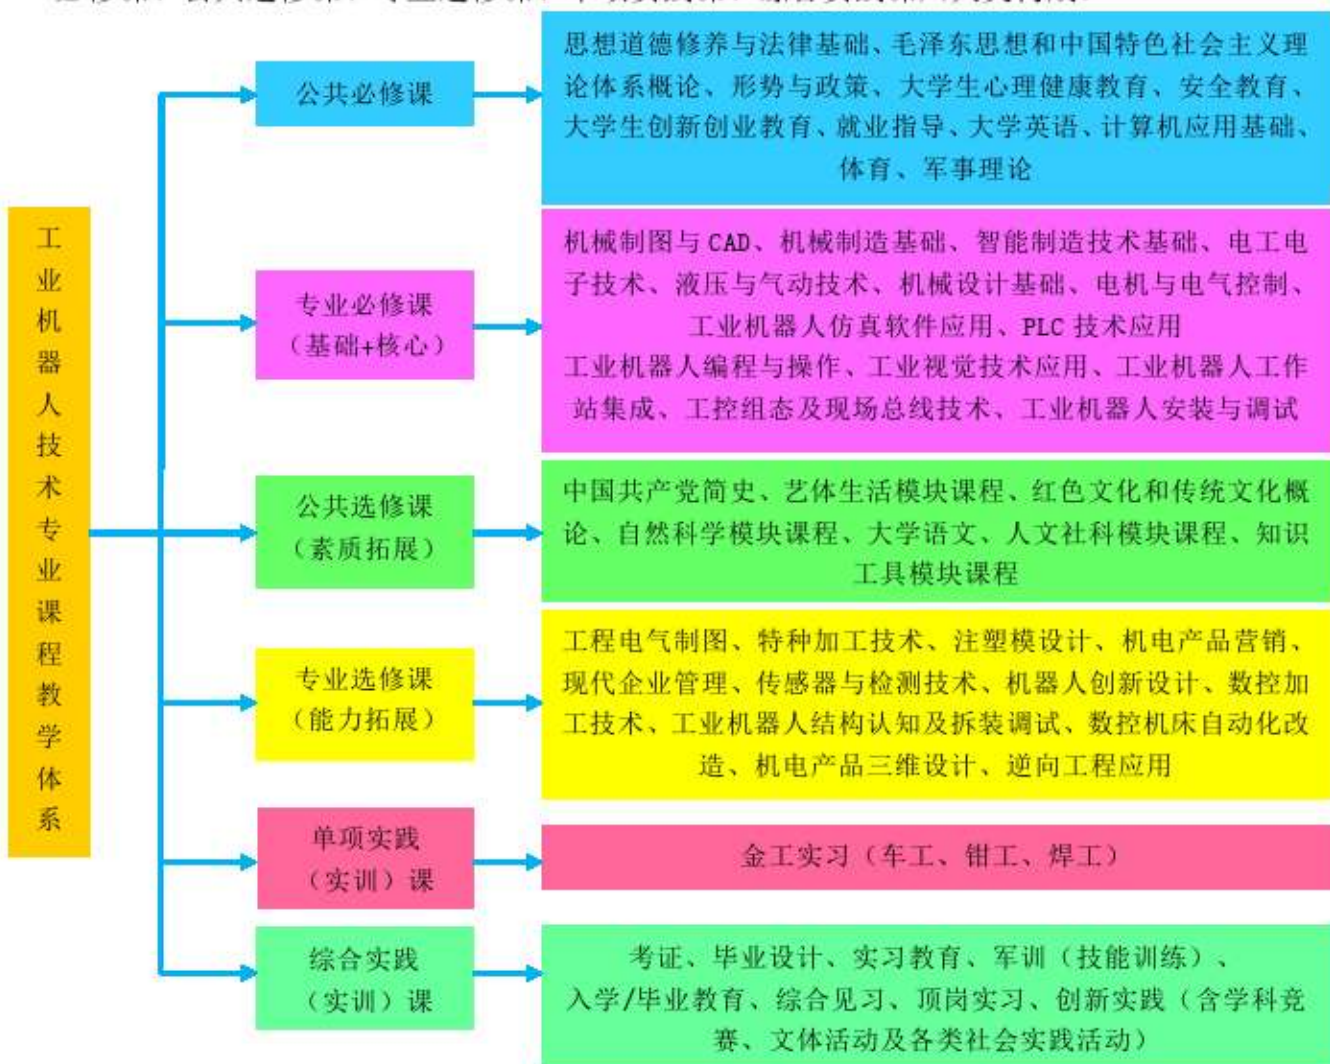 工业机器人技术专业课程教学体系
公共必修课
思想道德修养与法律基础、毛泽东思想和中国特色社会主义理
论体系概论、形势与政策、大学生心理健康教育、安全教育、
大学生创新创业教育、就业指导、大学英语、计算机应用基础、
体育、军事理论
专业必修课
（基础+核心）
机械制图与 CAD、机械制造基础、智能制造技术基础、电工电
子技术、液压与气动技术、机械设计基础、电机与电气控制、
工业机器人仿真软件应用、PLC 技术应用
工业机器人编程与操作、工业视觉技术应用、工业机器人工作
站集成、工控组态及现场总线技术、工业机器人安装与调试
公共选修课
（素质拓展）
中国共产党简史、艺体生活模块课程、红色文化和传统文化概
论、自然科学模块课程、大学语文、人文社科模块课程、知识
工具模块课程
专业选修课
（能力拓展）
工程电气制图、特种加工技术、注塑模设计、机电产品营销、
现代企业管理、传感器与检测技术、机器人创新设计、数控加
工技术、工业机器人结构认知及拆装调试、数控机床自动化改
造、机电产品三维设计、逆向工程应用
单项实践
（实训）课
金工实习（车工、钳工、焊工）
综合实践
（实训）课
考证、毕业设计、实习教育、军训（技能训练）、
入学/毕业教育、综合见习、顶岗实习、创新实践（含学科竞
赛、文体活动及各类社会实践活动）